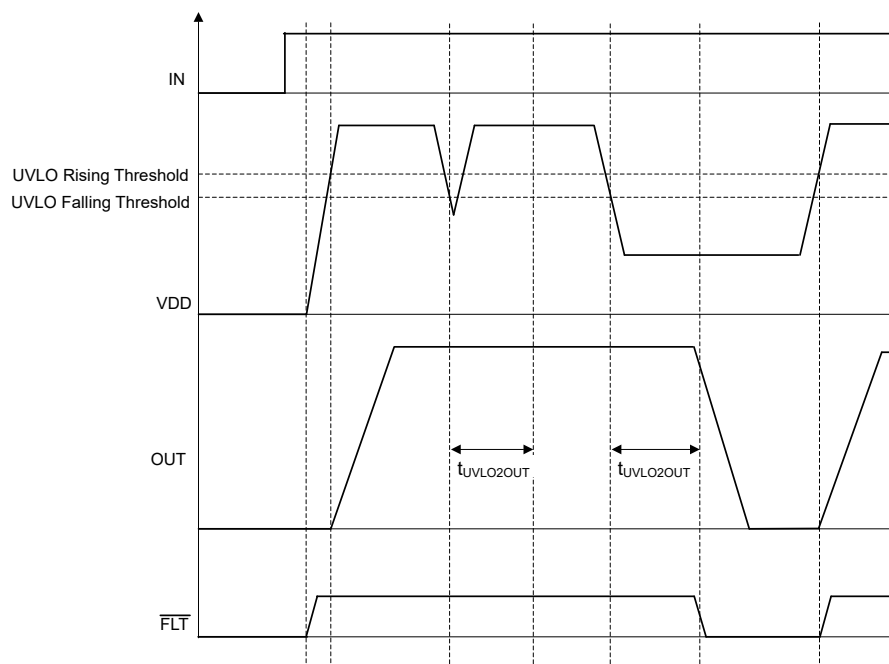 IN
UVLO Rising Threshold
UVLO Falling Threshold
VDD
OUT
tUVLO2OUT
tUVLO2OUT
FLT